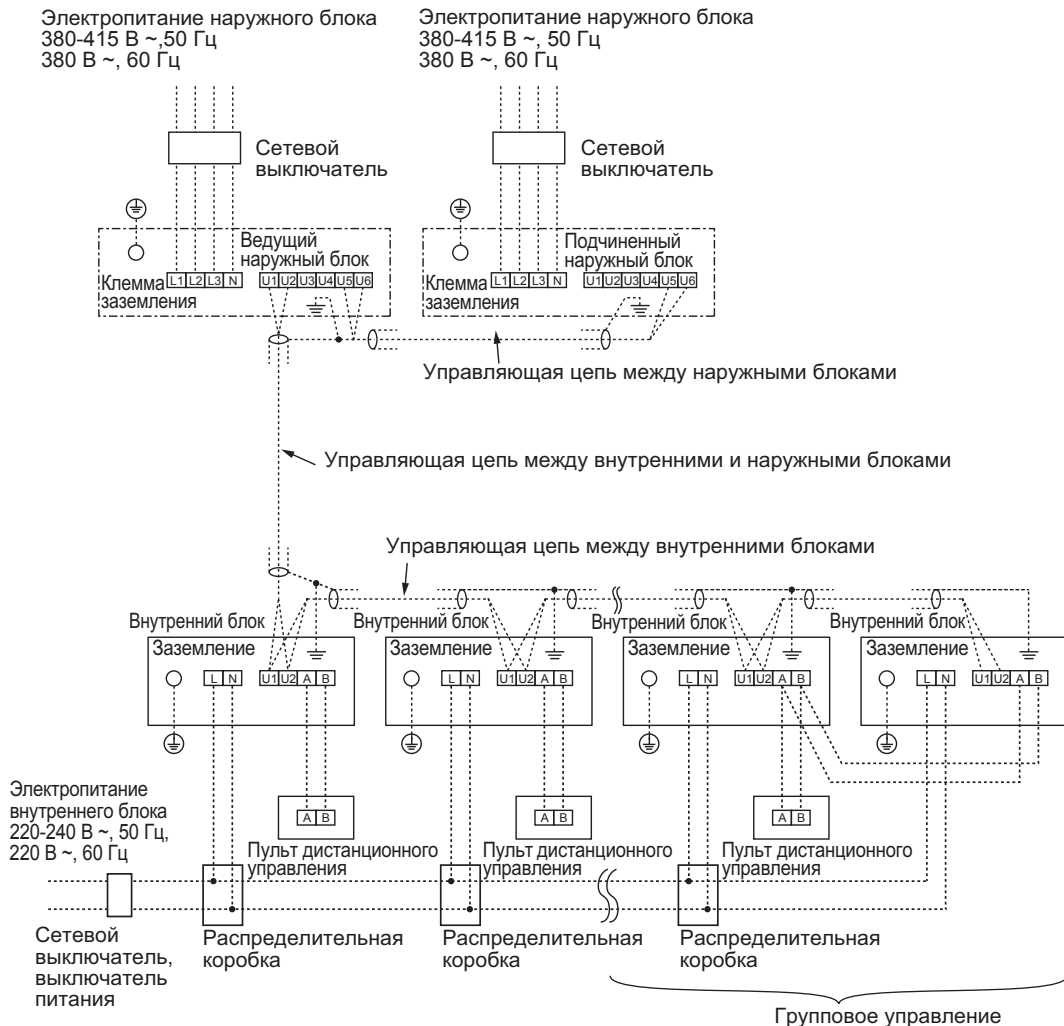 Электропитание наружного блока
380-415 В ~,50 Гц
380 В ~, 60 Гц
Электропитание наружного блока
380-415 В ~, 50 Гц
380 В ~, 60 Гц
Сетевой
выключатель
Сетевой
выключатель
Ведущий
наружный блок
Клемма
заземления
L1 L2 L3 N
U1 U2 U3 U4 U5 U6
Подчиненный
наружный блок
Клемма
заземления
L1 L2 L3 N
U1 U2 U3 U4 U5 U6
Управляющая цепь между наружными блоками
Управляющая цепь между внутренними и наружными блоками
Управляющая цепь между внутренними блоками
Внутренний блок
Внутренний блок
Внутренний блок
Внутренний блок
Заземление
Заземление
Заземление
Заземление
L N U1 U2 A B
L N U1 U2 A B
L N U1 U2 A B
L N U1 U2 A B
Электропитание
внутреннего блока
220-240 В ~, 50 Гц,
220 В ~, 60 Гц
A B
A B
A B
Пульт дистанционного
управления
Пульт дистанционного
управления
Пульт дистанционного
управления
Сетевой
выключатель,
выключатель
питания
Распределительная
коробка
Распределительная
коробка
Распределительная
коробка
Групповое управление